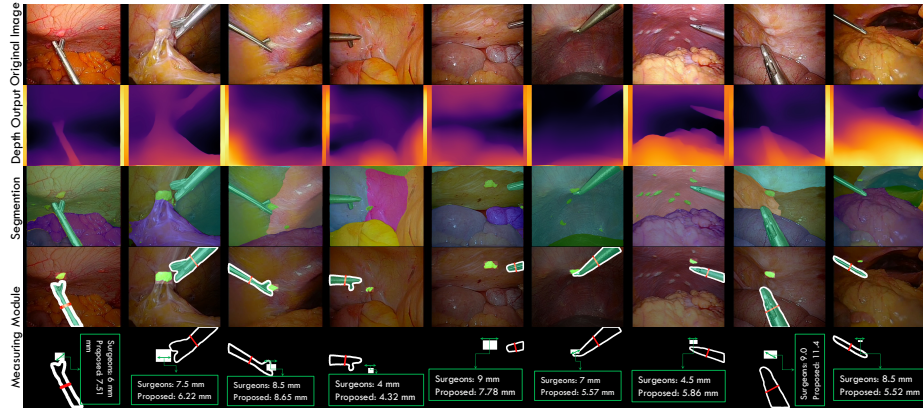 Original Image
Depth Output
Segmention
Measuring Module
Surgeons: 6 mm
Proposed: 7.51
mm
Surgeons: 7.5 mm
Proposed: 6.22 mm
Surgeons: 8.5 mm
Proposed: 8.65 mm
Surgeons: 4 mm
Proposed: 4.32 mm
Surgeons: 9 mm
Proposed: 7.78 mm
Surgeons: 7 mm
Proposed: 5.57 mm
Surgeons: 4.5 mm
Proposed: 5.86 mm
Surgeons: 9.0
Proposed: 11.4
Surgeons: 8.5 mm
Proposed: 5.52 mm